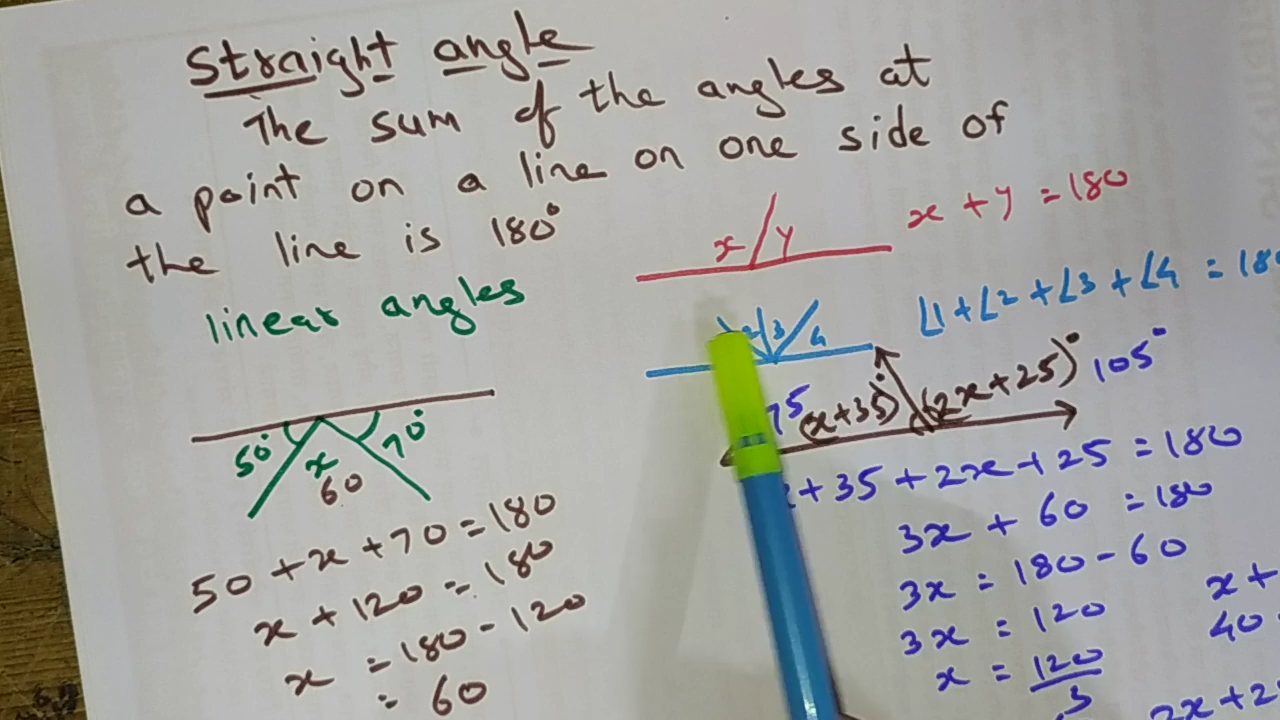 Straight angle
The sum of the angles at
a point on a line on one side of
the line is 180°
linear angles
x y
x + y = 180
2 3 4
∠1+∠2+∠3+∠4 = 180
50° x 70°
60
75 (x+35)° (2x+25)° 105°
50 + x + 70 = 180
x + 120 = 180
x = 180 - 120
= 60
x + 35 + 2x + 25 = 180
3x + 60 = 180
3x = 180 - 60
3x = 120
x = 120/3
x +
40
2x + 2